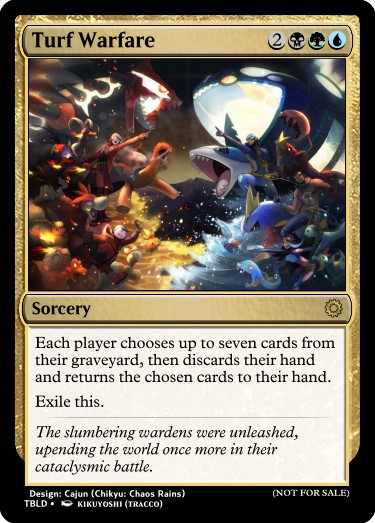 Turf Warfare
2
Sorcery
Each player chooses up to seven cards from
their graveyard, then discards their hand
and returns the chosen cards to their hand.
Exile this.
The slumbering wardens were unleashed,
upending the world once more in their
cataclysmic battle.
Design: Cajun (Chikyu: Chaos Rains)
(NOT FOR SALE)
TBLD • KIKUYOSHI (TRACCO)